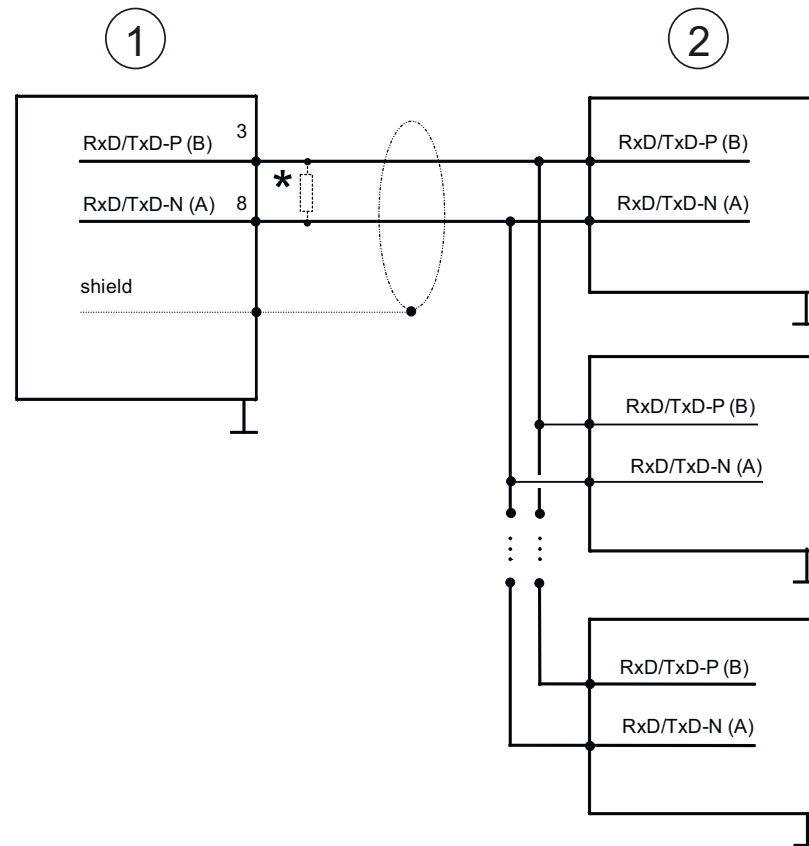 1
2
RxD/TxD-P (B)
3
RxD/TxD-P (B)
*
RxD/TxD-N (A)
8
RxD/TxD-N (A)
shield
RxD/TxD-P (B)
RxD/TxD-N (A)
RxD/TxD-P (B)
RxD/TxD-N (A)